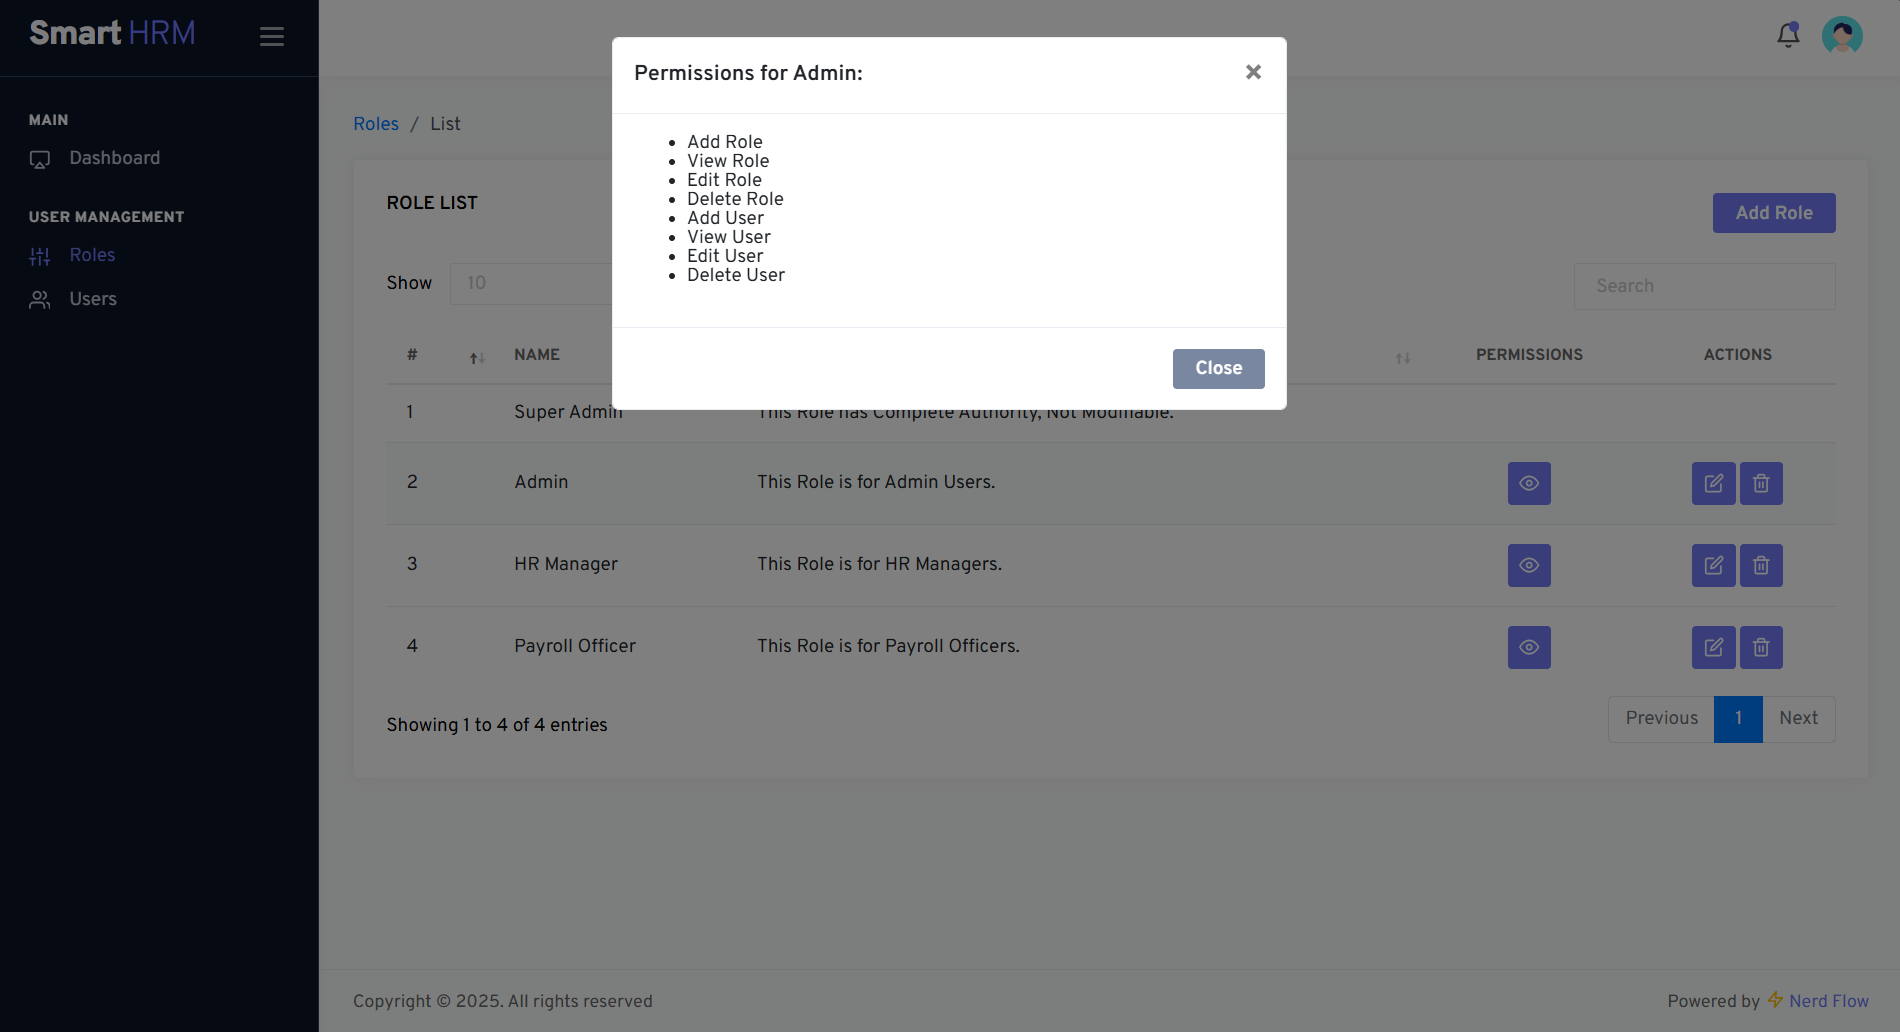 Smart HRM
MAIN
Dashboard
USER MANAGEMENT
Roles
Users
Permissions for Admin:
×
Add Role
View Role
Edit Role
Delete Role
Add User
View User
Edit User
Delete User
Close
Roles / List
ROLE LIST
Add Role
Show 10
Search
# NAME PERMISSIONS ACTIONS
1 Super Admin This Role has Complete Authority, Not Modifiable.
2 Admin This Role is for Admin Users.
3 HR Manager This Role is for HR Managers.
4 Payroll Officer This Role is for Payroll Officers.
Showing 1 to 4 of 4 entries
Previous 1 Next
Copyright © 2025. All rights reserved
Powered by Nerd Flow